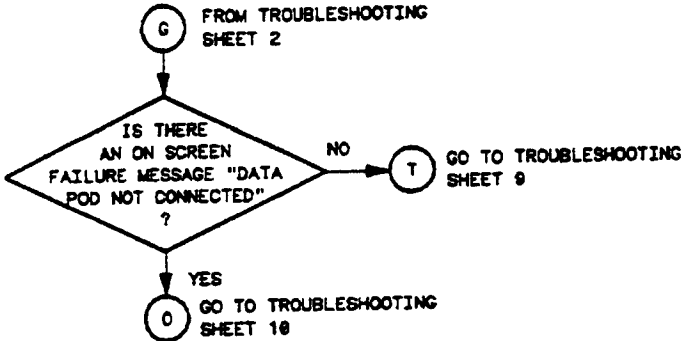 G
FROM TROUBLESHOOTING
SHEET 2
IS THERE
AN ON SCREEN
FAILURE MESSAGE "DATA
POD NOT CONNECTED"
?
NO
T
GO TO TROUBLESHOOTING
SHEET 9
YES
O
GO TO TROUBLESHOOTING
SHEET 10